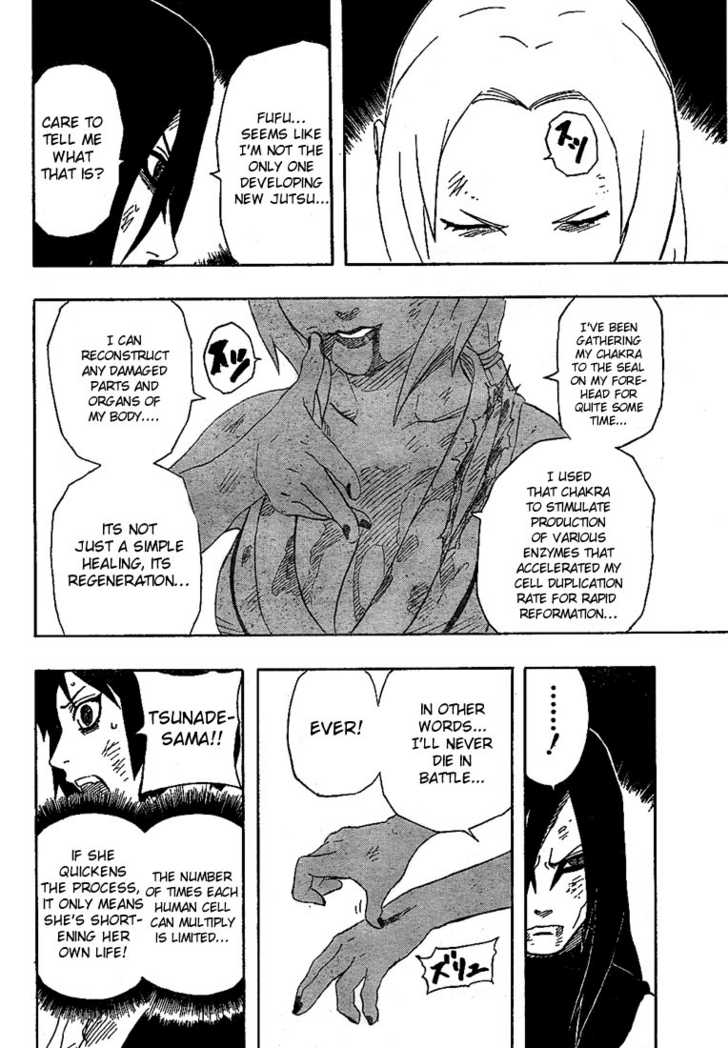 FUFU...
SEEMS LIKE
I'M NOT THE
ONLY ONE
DEVELOPING
NEW JUTSU...
CARE TO
TELL ME
WHAT
THAT IS?
I'VE BEEN
GATHERING
MY CHAKRA
TO THE SEAL
ON MY FORE-
HEAD FOR
QUITE SOME
TIME...
I USED
THAT CHAKRA
TO STIMULATE
PRODUCTION
OF VARIOUS
ENZYMES THAT
ACCELERATED MY
CELL DUPLICATION
RATE FOR RAPID
REFORMATION...
I CAN
RECONSTRUCT
ANY DAMAGED
PARTS AND
ORGANS OF
MY BODY....
ITS NOT
JUST A SIMPLE
HEALING, ITS
REGENERATION...
......!
IN OTHER
WORDS...
I'LL NEVER
DIE IN
BATTLE...
EVER!
ズリュ
TSUNADE-
SAMA!!
THE NUMBER
OF TIMES EACH
HUMAN CELL
CAN MULTIPLY
IS LIMITED...
IF SHE
QUICKENS
THE PROCESS,
IT ONLY MEANS
SHE'S SHORT-
ENING HER
OWN LIFE!